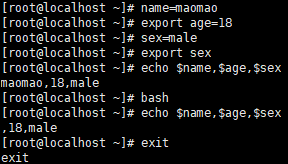 [root@localhost ~]# name=maomao
[root@localhost ~]# export age=18
[root@localhost ~]# sex=male
[root@localhost ~]# export sex
[root@localhost ~]# echo $name,$age,$sex
maomao,18,male
[root@localhost ~]# bash
[root@localhost ~]# echo $name,$age,$sex
,18,male
[root@localhost ~]# exit
exit